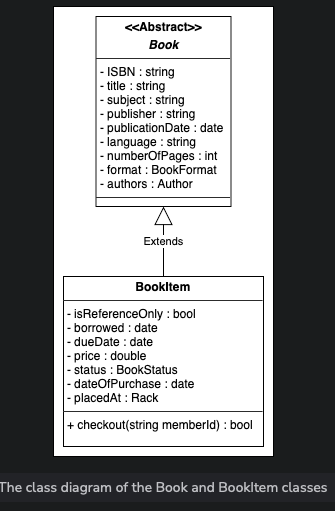 <<Abstract>>
Book
- ISBN : string
- title : string
- subject : string
- publisher : string
- publicationDate : date
- language : string
- numberOfPages : int
- format : BookFormat
- authors : Author
Extends
BookItem
- isReferenceOnly : bool
- borrowed : date
- dueDate : date
- price : double
- status : BookStatus
- dateOfPurchase : date
- placedAt : Rack
+ checkout(string memberId) : bool
The class diagram of the Book and BookItem classes